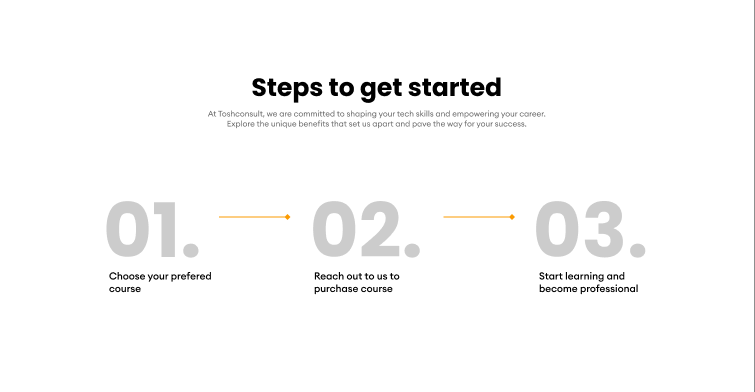 Steps to get started
At Toshconsult, we are committed to shaping your tech skills and empowering your career.
Explore the unique benefits that set us apart and pave the way for your success.
01.
02.
03.
Choose your prefered
course
Reach out to us to
purchase course
Start learning and
become professional